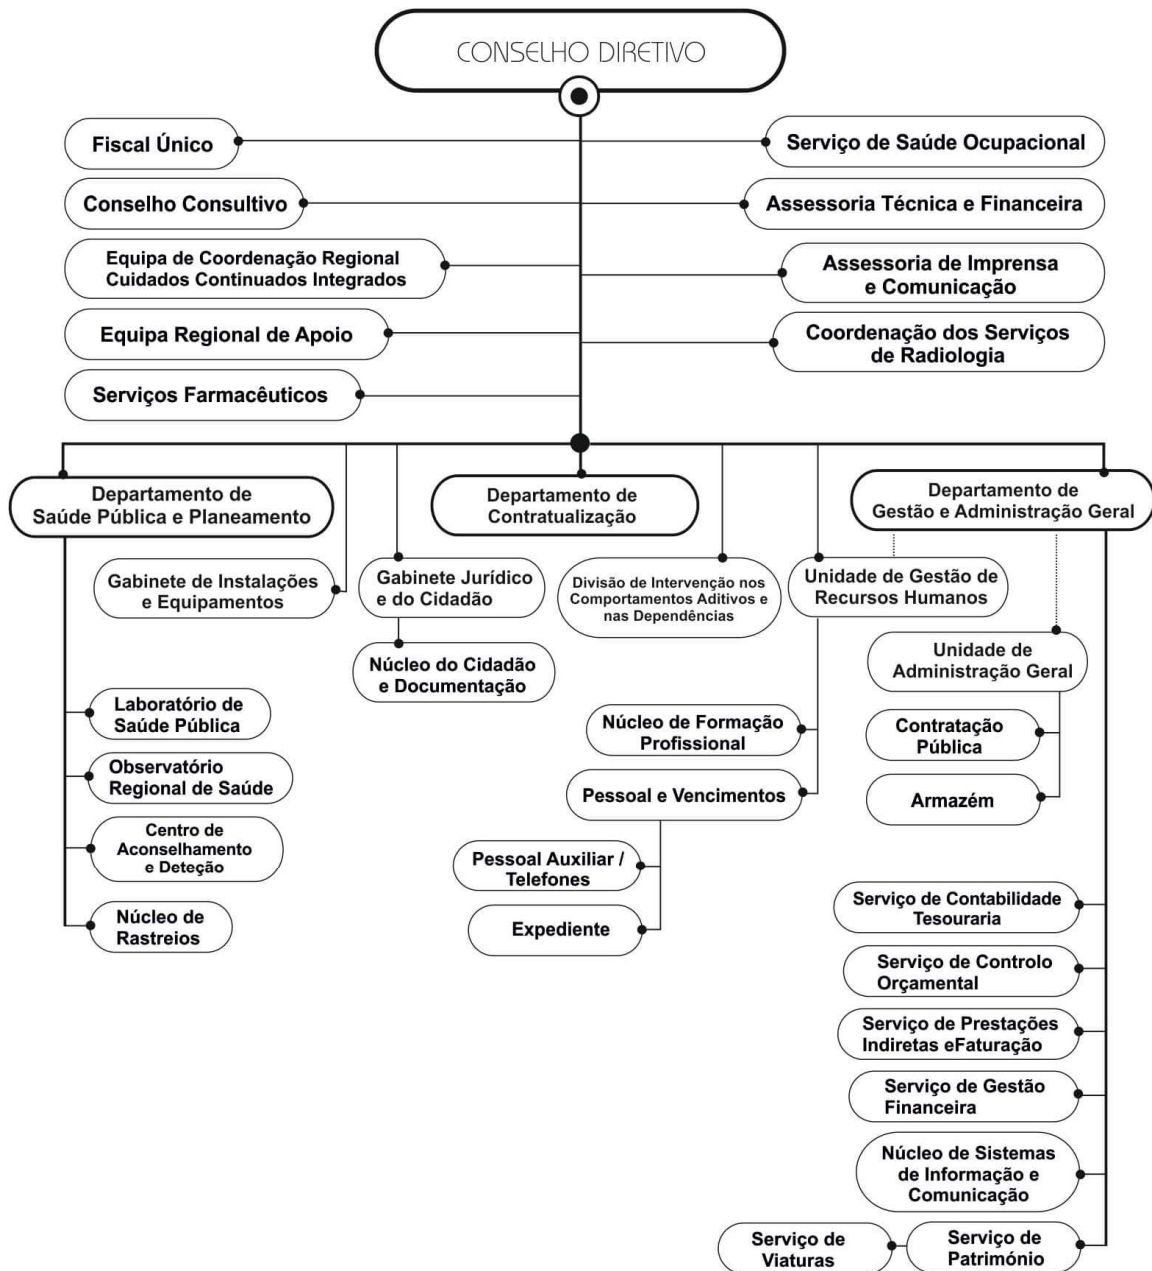 CONSELHO DIRETIVO
Fiscal Único
Serviço de Saúde Ocupacional
Conselho Consultivo
Assessoria Técnica e Financeira
Equipa de Coordenação Regional
Cuidados Continuados Integrados
Assessoria de Imprensa
e Comunicação
Equipa Regional de Apoio
Coordenação dos Serviços
de Radiologia
Serviços Farmacêuticos
Departamento de
Saúde Pública e Planeamento
Departamento de
Contratualização
Departamento de
Gestão e Administração Geral
Gabinete de Instalações
e Equipamentos
Gabinete Jurídico
e do Cidadão
Divisão de Intervenção nos
Comportamentos Aditivos e
nas Dependências
Unidade de Gestão de
Recursos Humanos
Núcleo do Cidadão
e Documentação
Unidade de
Administração Geral
Laboratório de
Saúde Pública
Núcleo de Formação
Profissional
Contratação
Pública
Observatório
Regional de Saúde
Pessoal e Vencimentos
Armazém
Centro de
Aconselhamento
e Deteção
Pessoal Auxiliar /
Telefones
Núcleo de
Rastreios
Expediente
Serviço de Contabilidade
Tesouraria
Serviço de Controlo
Orçamental
Serviço de Prestações
Indiretas eFaturação
Serviço de Gestão
Financeira
Núcleo de Sistemas
de Informação e
Comunicação
Serviço de
Viaturas
Serviço de
Património